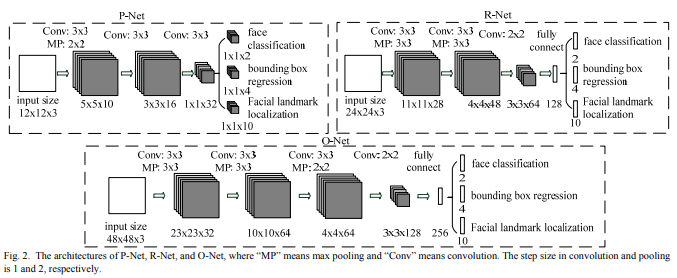 P-Net
Conv: 3x3 Conv: 3x3 Conv: 3x3
MP: 2x2
face
classification
1x1x2
bounding box
regression
1x1x4
Facial landmark
localization
1x1x10
input size
12x12x3
5x5x10
3x3x16
1x1x32
R-Net
Conv: 3x3 Conv: 3x3 Conv: 2x2 fully
MP: 3x3 MP: 3x3 connect
face classification
2
bounding box
regression
4
Facial landmark
localization
10
input size
24x24x3
11x11x28
4x4x48
3x3x64
128
O-Net
Conv: 3x3 Conv: 3x3 Conv: 3x3 Conv: 2x2 fully
MP: 3x3 MP: 3x3 MP: 2x2 connect
face classification
2
bounding box regression
4
Facial landmark localization
10
input size
48x48x3
23x23x32
10x10x64
4x4x64
3x3x128
256
Fig. 2. The architectures of P-Net, R-Net, and O-Net, where “MP” means max pooling and “Conv” means convolution. The step size in convolution and pooling
is 1 and 2, respectively.